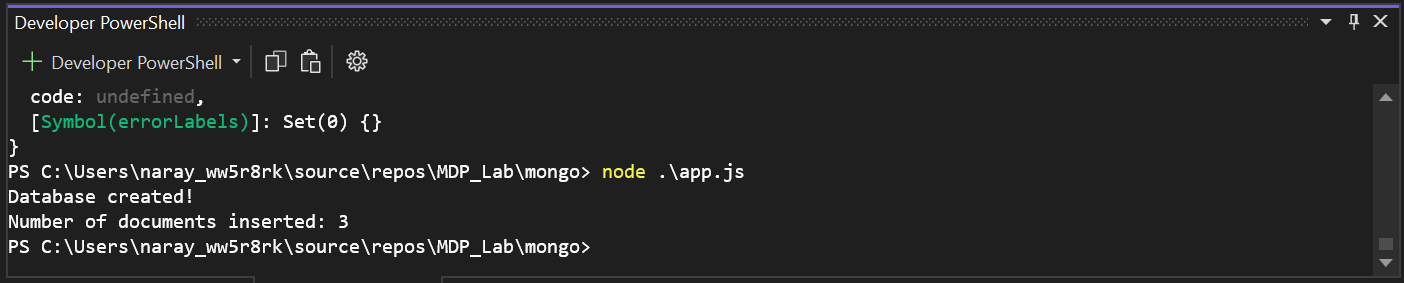 Developer PowerShell
Developer PowerShell
code: undefined,
[Symbol(errorLabels)]: Set(0) {}
}
PS C:\Users\naray_ww5r8rk\source\repos\MDP_Lab\mongo> node .\app.js
Database created!
Number of documents inserted: 3
PS C:\Users\naray_ww5r8rk\source\repos\MDP_Lab\mongo>